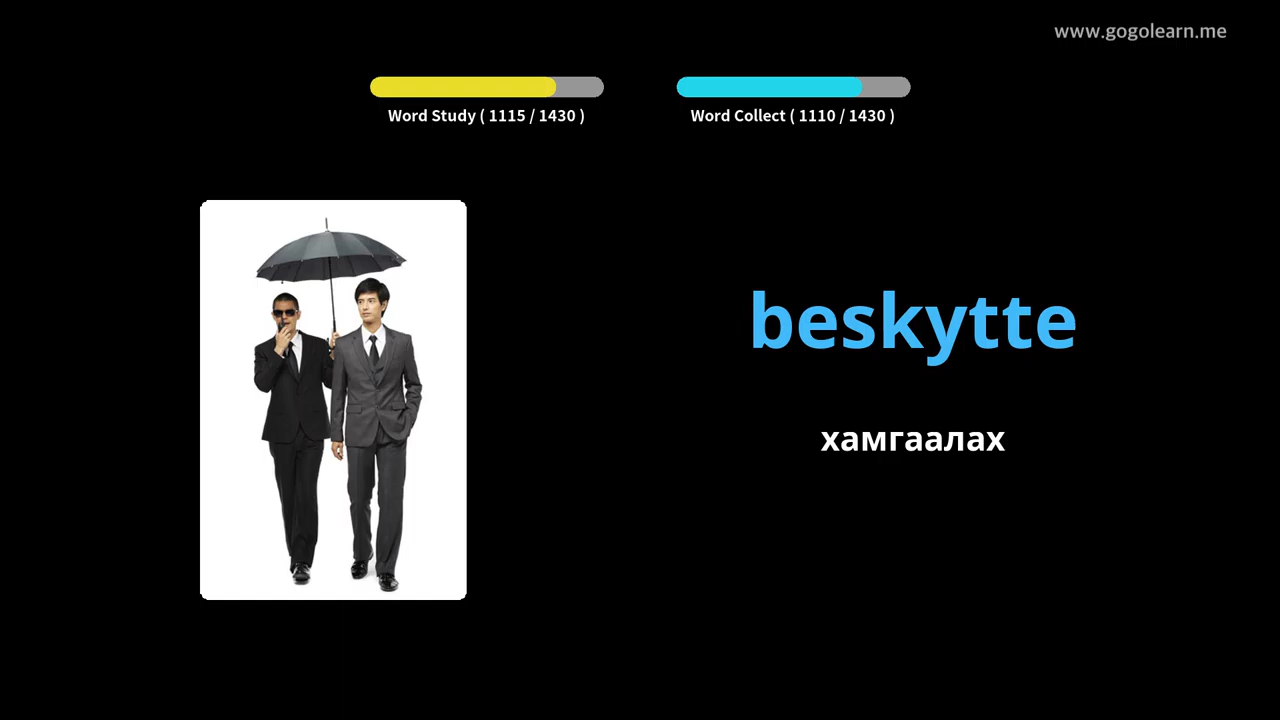 www.gogolearn.me
Word Study ( 1115 / 1430 )
Word Collect ( 1110 / 1430 )
beskytte
хамгаалах